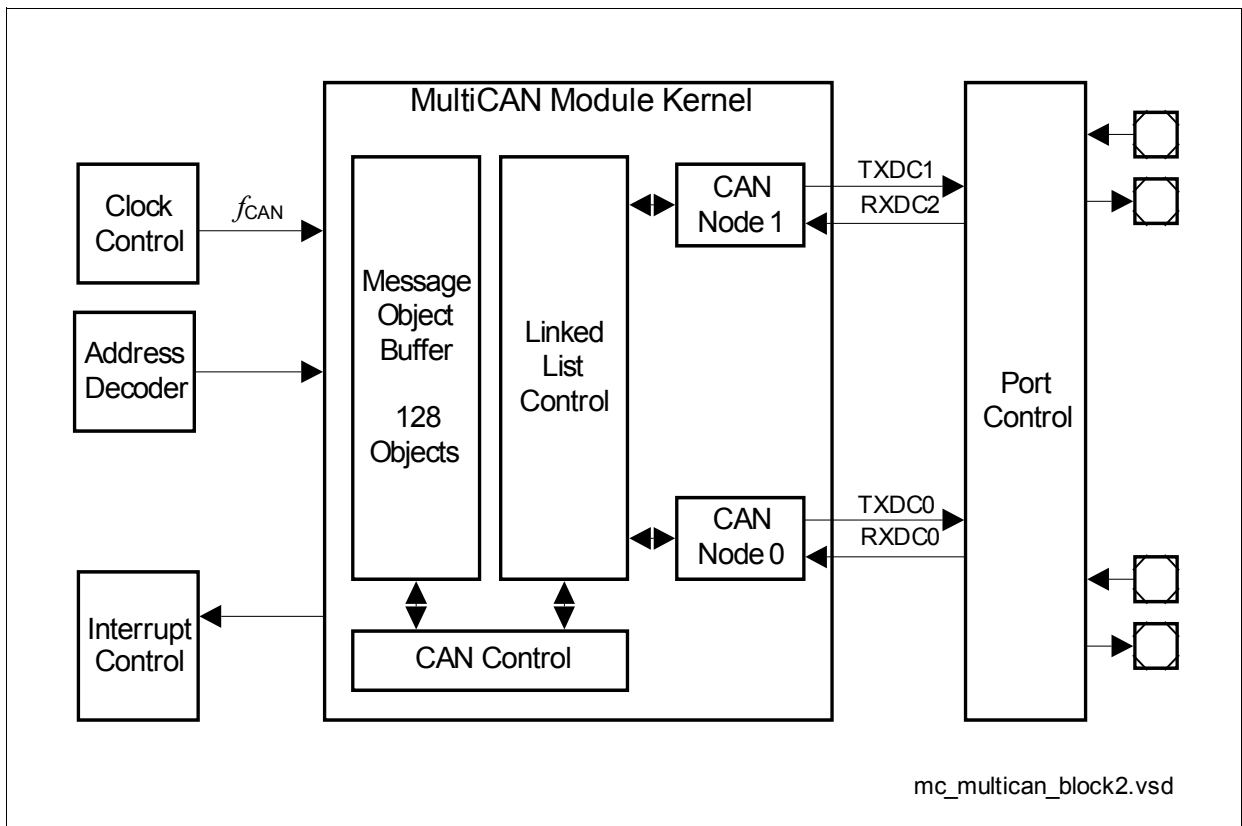 MultiCAN Module Kernel
Clock
Control
fCAN
Address
Decoder
Interrupt
Control
Message
Object
Buffer
128
Objects
Linked
List
Control
CAN Control
CAN
Node 1
TXDC1
RXDC2
CAN
Node 0
TXDC0
RXDC0
Port
Control
mc_multican_block2.vsd